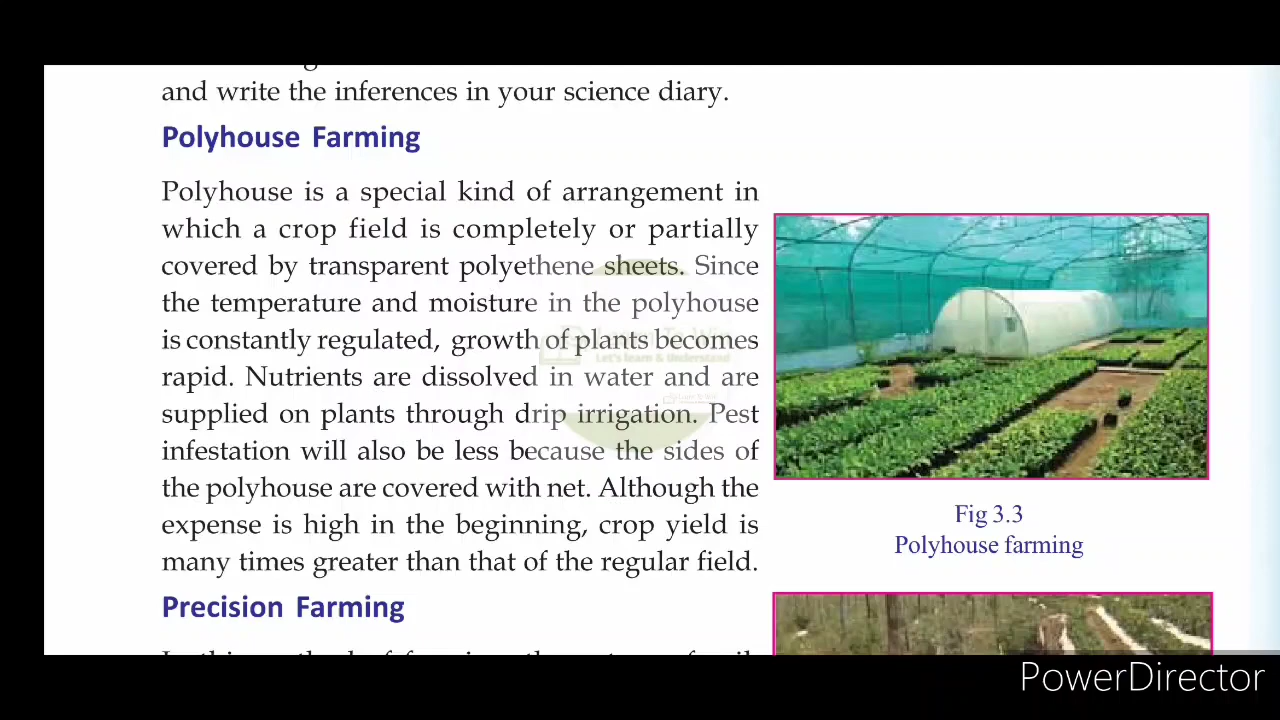 and write the inferences in your science diary.
Polyhouse Farming
Polyhouse is a special kind of arrangement in
which a crop field is completely or partially
covered by transparent polyethene sheets. Since
the temperature and moisture in the polyhouse
is constantly regulated, growth of plants becomes
rapid. Nutrients are dissolved in water and are
supplied on plants through drip irrigation. Pest
infestation will also be less because the sides of
the polyhouse are covered with net. Although the
expense is high in the beginning, crop yield is
many times greater than that of the regular field.
Let's learn & Understand
Fig 3.3
Polyhouse farming
Precision Farming
PowerDirector